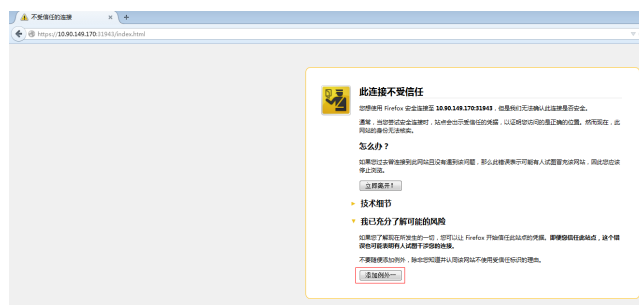 不受信任的连接
https://10.90.149.170:31943/index.html
此连接不受信任
您想使用 Firefox 安全连接至 10.90.149.170:31943，但是我们无法确认此连接是否安全。
通常，当您尝试安全连接时，站点会出示受信任的凭据，以证明您访问的是正确的位置。然而现在，此
网站的身份无法核实。
怎么办？
如果您过去曾连接到此网站且没有遇到该问题，那么此错误表示可能有人试图冒充该网站，因此您应该
停止浏览。
立即离开！
技术细节
我已充分了解可能的风险
如果您了解现在所发生的一切，您可以让 Firefox 开始信任此站点的凭据。即使您信任此站点，这个错
误也可能表明有人试图干涉您的连接。
不要随便添加例外，除非您知道并认同该网站不使用受信任标识的理由。
添加例外…